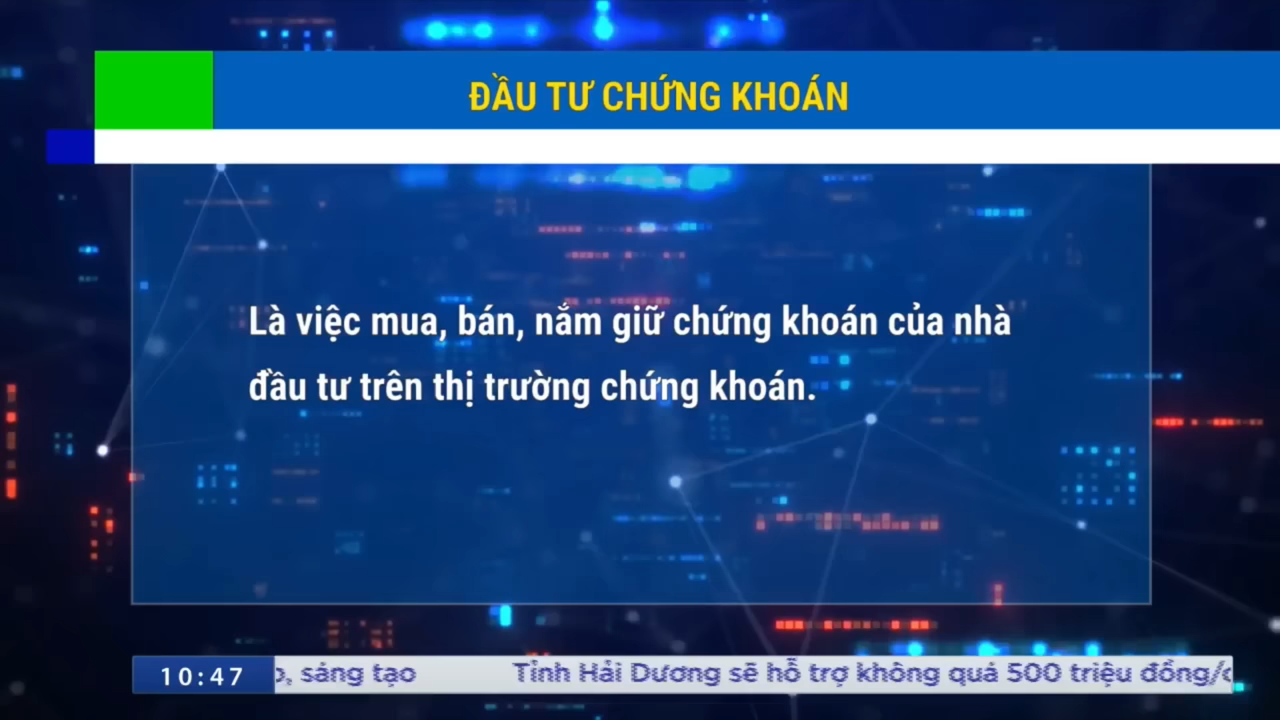 ĐẦU TƯ CHỨNG KHOÁN
Là việc mua, bán, nắm giữ chứng khoán của nhà
đầu tư trên thị trường chứng khoán.
10:47 sáng tạo Tỉnh Hải Dương sẽ hỗ trợ không quá 500 triệu đồng/